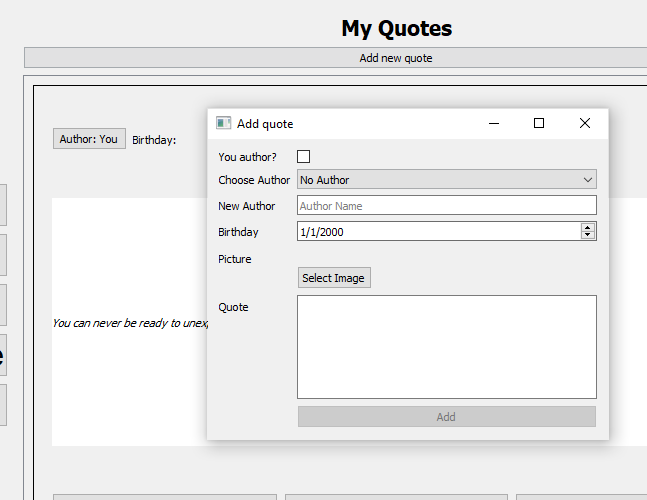 My Quotes
Add new quote
Author: You Birthday:
Add quote
You author?
Choose Author No Author
New Author Author Name
Birthday 1/1/2000
Picture
Select Image
Quote
You can never be ready to
Add